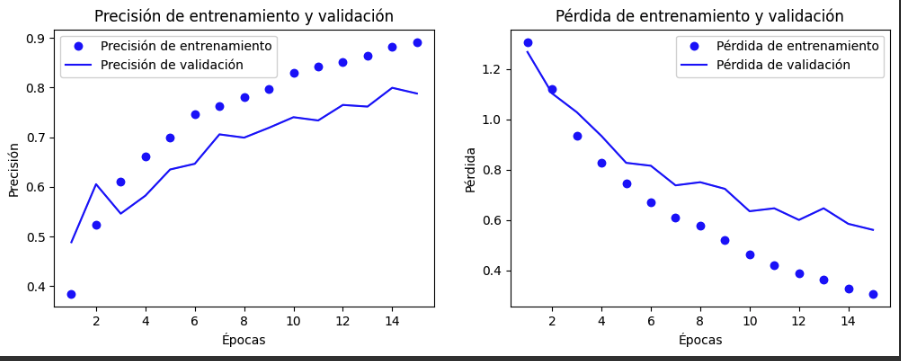 Precisión de entrenamiento y validación
0.9
0.8
0.7
0.6
0.5
0.4
Precisión
Precisión de entrenamiento
Precisión de validación
2 4 6 8 10 12 14
Épocas
Pérdida de entrenamiento y validación
1.2
1.0
0.8
0.6
0.4
Pérdida
Pérdida de entrenamiento
Pérdida de validación
2 4 6 8 10 12 14
Épocas